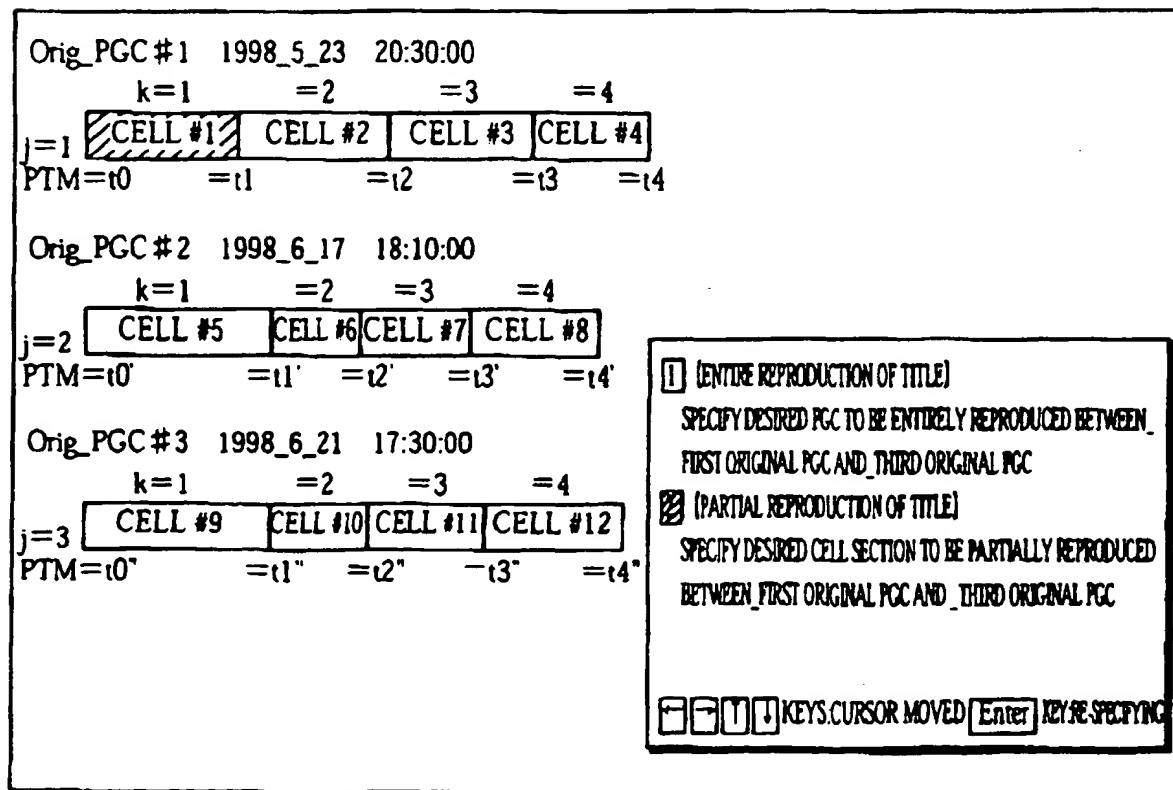 Orig_PGC#1 1998_5_23 20:30:00
k=1 =2 =3 =4
j=1 CELL #1 CELL #2 CELL #3 CELL #4
PTM=t0 =t1 =t2 =t3 =t4
Orig_PGC#2 1998_6_17 18:10:00
k=1 =2 =3 =4
j=2 CELL #5 CELL #6 CELL #7 CELL #8
PTM=t0' =t1' =t2' =t3' =t4'
Orig_PGC#3 1998_6_21 17:30:00
k=1 =2 =3 =4
j=3 CELL #9 CELL #10 CELL #11 CELL #12
PTM=t0" =t1" =t2" -t3" =t4"
1 (ENTIRE REPRODUCTION OF TITLE)
SPECIFY DESIRED PGC TO BE ENTIRELY REPRODUCED BETWEEN_
FIRST ORIGINAL PGC AND_THIRD ORIGINAL PGC
2 (PARTIAL REPRODUCTION OF TITLE)
SPECIFY DESIRED CELL SECTION TO BE PARTIALLY REPRODUCED
BETWEEN_FIRST ORIGINAL PGC AND _THIRD ORIGINAL PGC
← → ↑ ↓ KEYS:CURSOR MOVED Enter KEY:RE-SPECIFYING